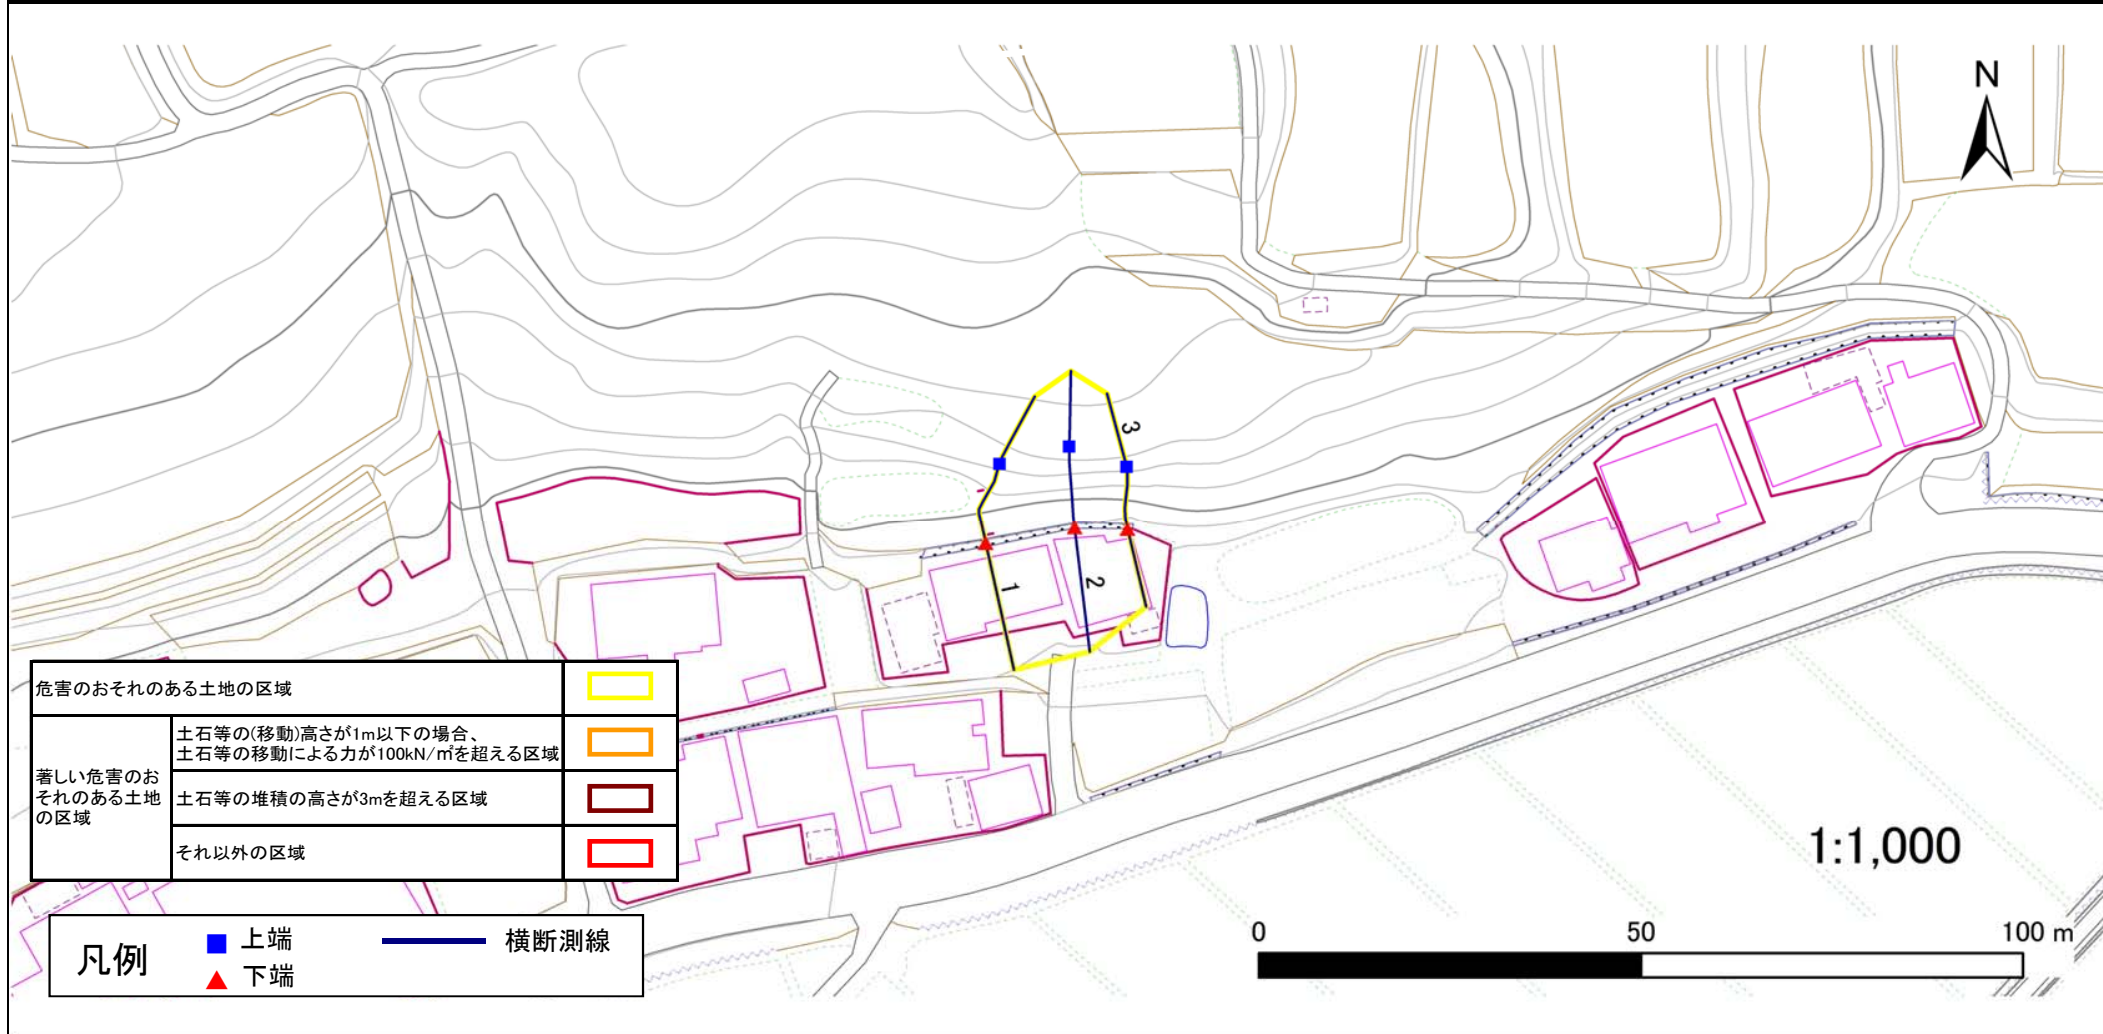 N
3
1
2
危害のおそれのある土地の区域
著しい危害のお
それのある土地
の区域
土石等の(移動)高さが1m以下の場合、
土石等の移動による力が100kN/㎡を超える区域
土石等の堆積の高さが3mを超える区域
それ以外の区域
凡例
上端
下端
横断測線
1:1,000
0 50 100 m